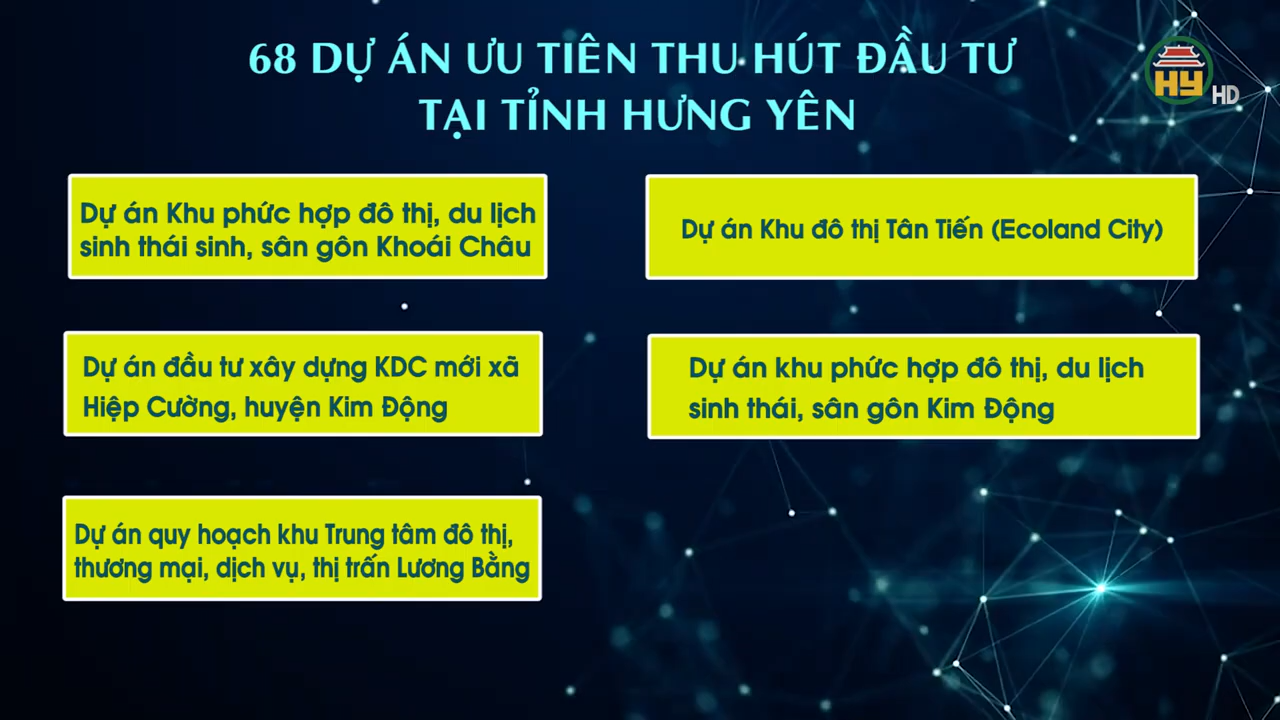 68 DỰ ÁN ƯU TIÊN THU HÚT ĐẦU TƯ
TẠI TỈNH HƯNG YÊN
HY HD
Dự án Khu phức hợp đô thị, du lịch
sinh thái sinh, sân gôn Khoái Châu
Dự án Khu đô thị Tân Tiến (Ecoland City)
Dự án đầu tư xây dựng KDC mới xã
Hiệp Cường, huyện Kim Động
Dự án khu phức hợp đô thị, du lịch
sinh thái, sân gôn Kim Động
Dự án quy hoạch khu Trung tâm đô thị,
thương mại, dịch vụ, thị trấn Lương Bằng